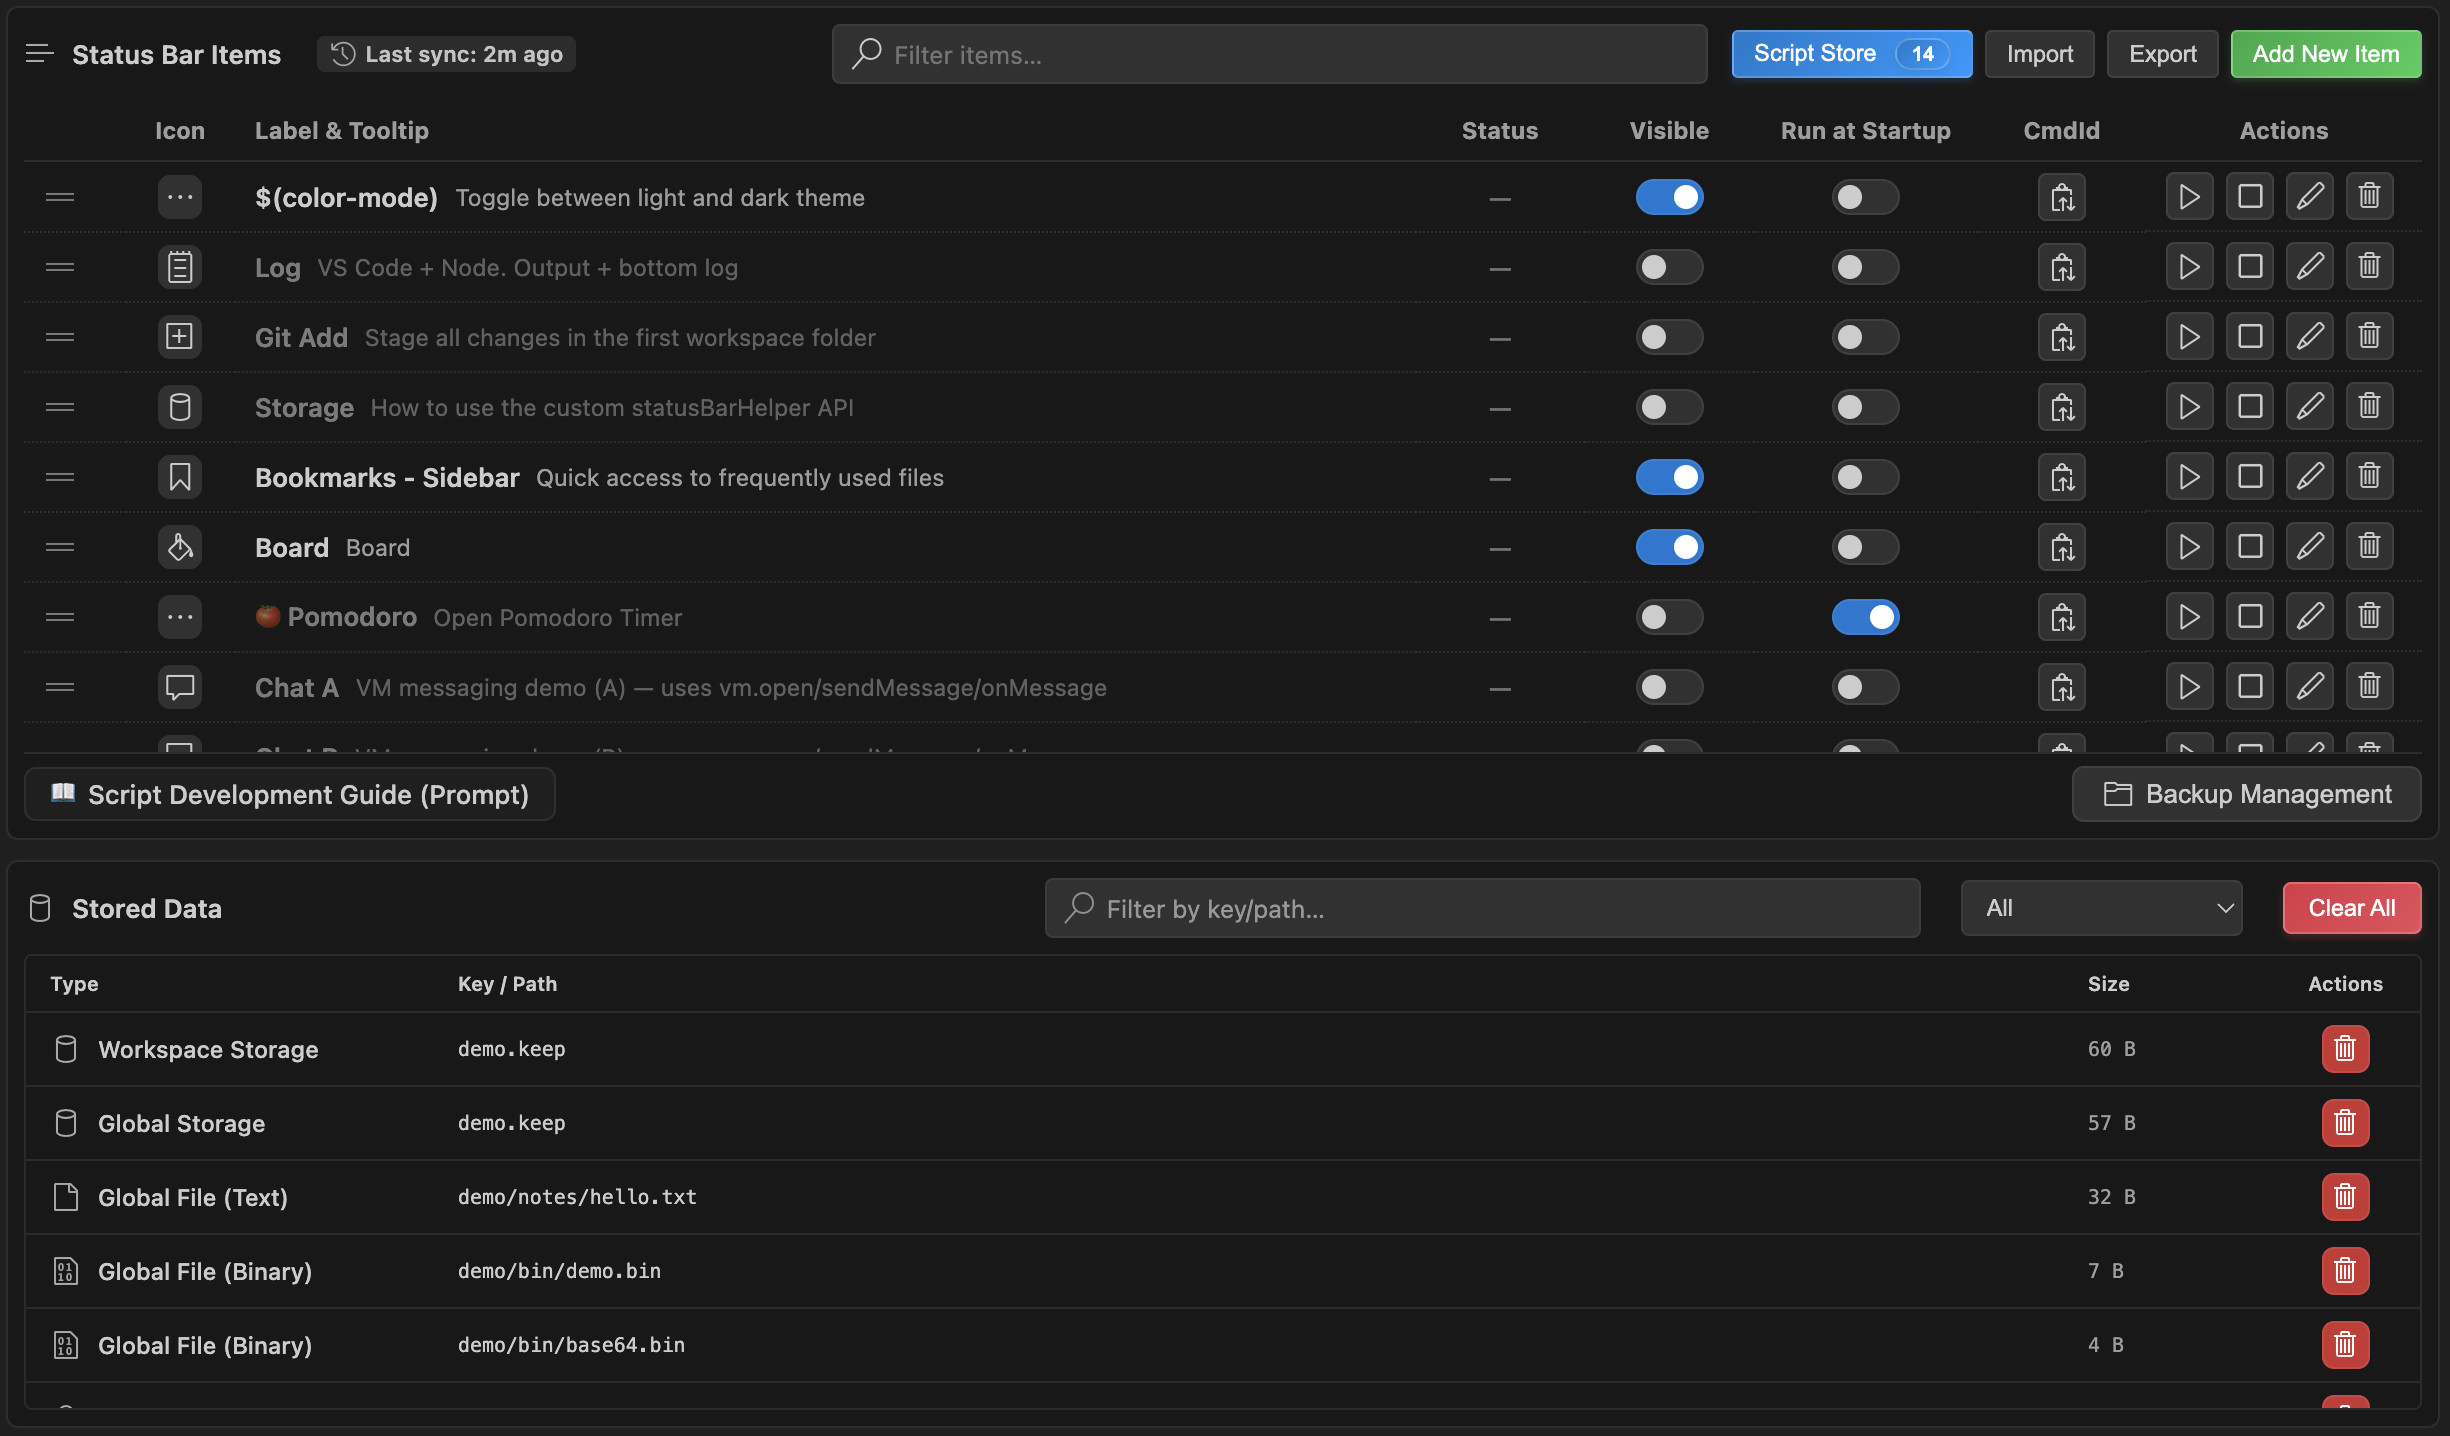 Status Bar Items Last sync: 2m ago Filter items... Script Store 14 Import Export Add New Item
Icon Label & Tooltip Status Visible Run at Startup CmdId Actions
$(color-mode) Toggle between light and dark theme —
Log VS Code + Node. Output + bottom log —
Git Add Stage all changes in the first workspace folder —
Storage How to use the custom statusBarHelper API —
Bookmarks - Sidebar Quick access to frequently used files —
Board Board —
🍅 Pomodoro Open Pomodoro Timer —
Chat A VM messaging demo (A) — uses vm.open/sendMessage/onMessage —
Script Development Guide (Prompt) Backup Management
Stored Data Filter by key/path... All Clear All
Type Key / Path Size Actions
Workspace Storage demo.keep 60 B
Global Storage demo.keep 57 B
Global File (Text) demo/notes/hello.txt 32 B
Global File (Binary) demo/bin/demo.bin 7 B
Global File (Binary) demo/bin/base64.bin 4 B